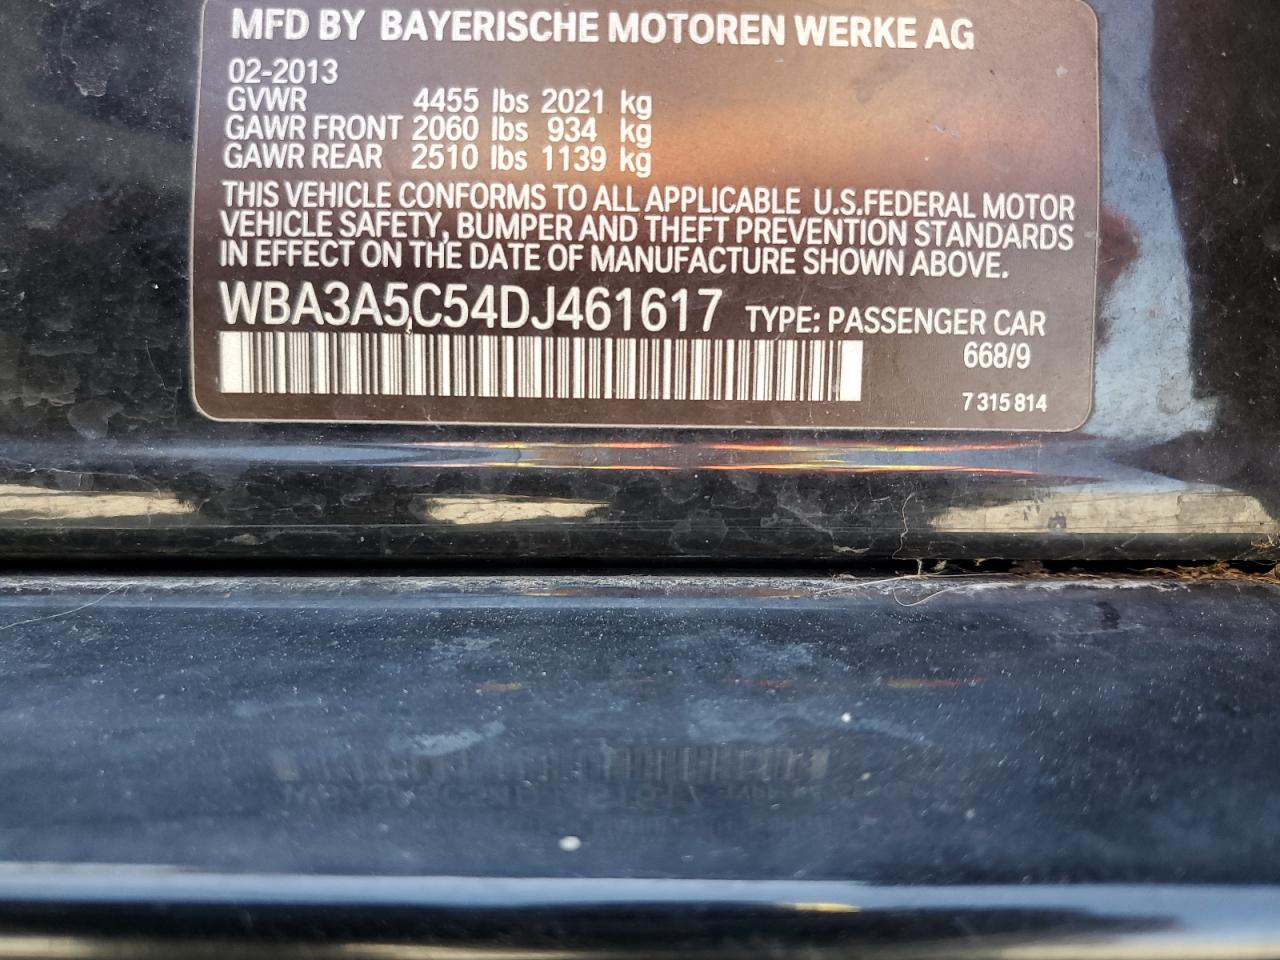 MFD BY BAYERISCHE MOTOREN WERKE AG
02-2013
GVWR 4455 lbs 2021 kg
GAWR FRONT 2060 lbs 934 kg
GAWR REAR 2510 lbs 1139 kg
THIS VEHICLE CONFORMS TO ALL APPLICABLE U.S.FEDERAL MOTOR
VEHICLE SAFETY, BUMPER AND THEFT PREVENTION STANDARDS
IN EFFECT ON THE DATE OF MANUFACTURE SHOWN ABOVE.
WBA3A5C54DJ461617 TYPE: PASSENGER CAR
668/9
7 315 814